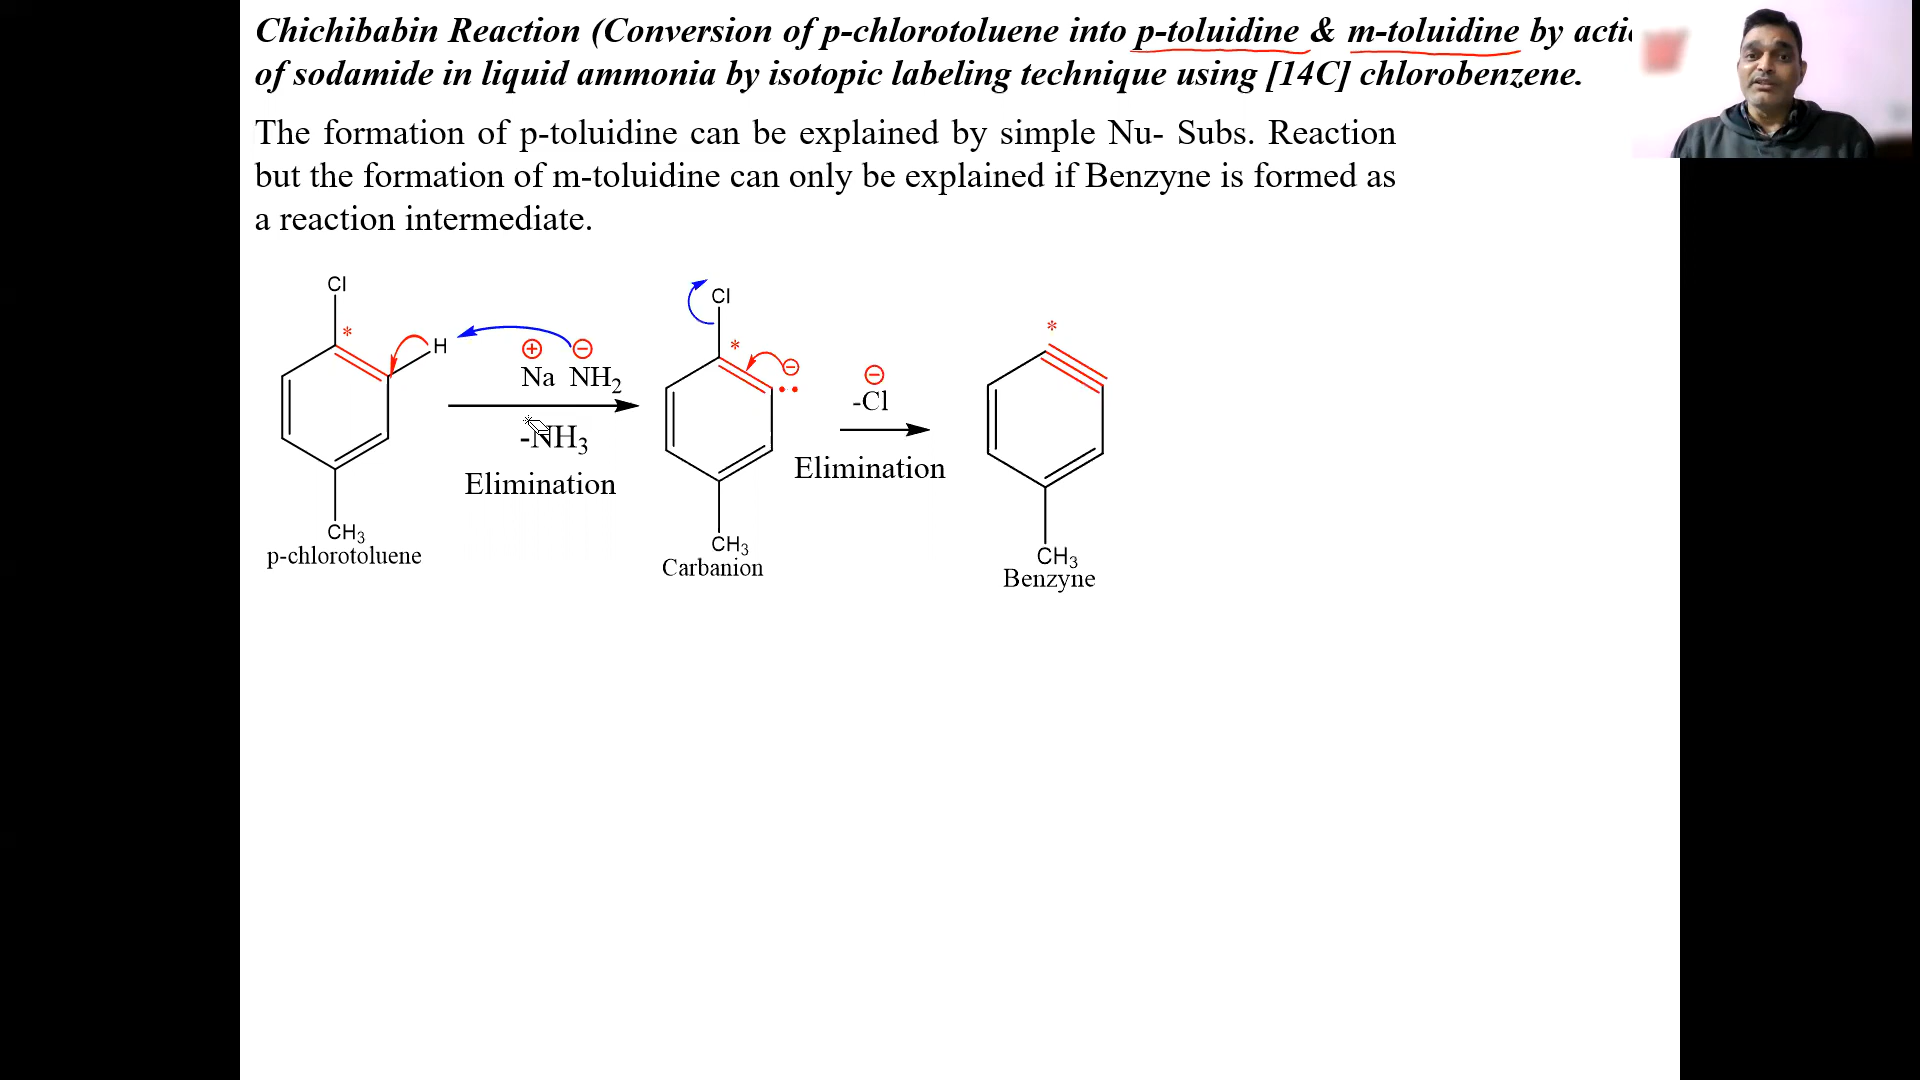 Chichibabin Reaction (Conversion of p-chlorotoluene into p-toluidine & m-toluidine by
of sodamide in liquid ammonia by isotopic labeling technique using [14C] chlorobenzene.
The formation of p-toluidine can be explained by simple Nu- Subs. Reaction
but the formation of m-toluidine can only be explained if Benzyne is formed as
a reaction intermediate.
Cl
*
H
CH3
p-chlorotoluene
⊕ ⊖
Na NH2
-NH3
Elimination
Cl
*
⊖
CH3
Carbanion
⊖
-Cl
Elimination
*
CH3
Benzyne